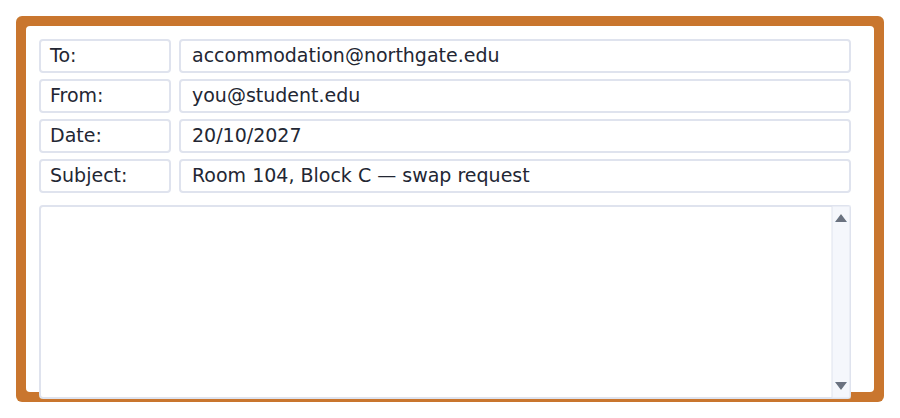 To: accommodation@northgate.edu
From: you@student.edu
Date: 20/10/2027
Subject: Room 104, Block C — swap request